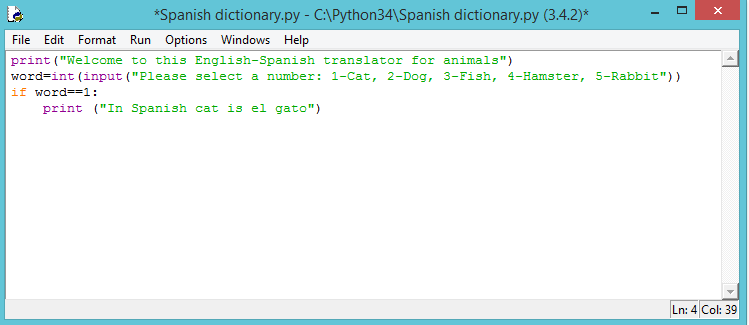 *Spanish dictionary.py - C:\Python34\Spanish dictionary.py (3.4.2)*
File Edit Format Run Options Windows Help
print("Welcome to this English-Spanish translator for animals")
word=int(input("Please select a number: 1-Cat, 2-Dog, 3-Fish, 4-Hamster, 5-Rabbit"))
if word==1:
    print ("In Spanish cat is el gato")
Ln: 4 Col: 39